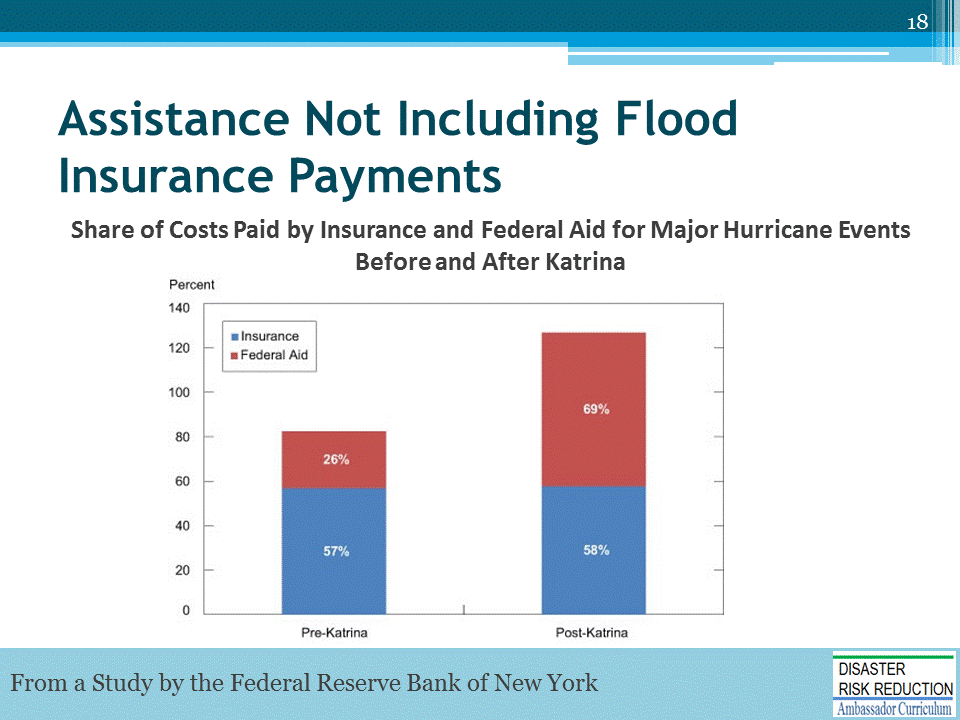 18
Assistance Not Including Flood
Insurance Payments
Share of Costs Paid by Insurance and Federal Aid for Major Hurricane Events
Before and After Katrina
Percent
140
120
100
80
60
40
20
0
Insurance
Federal Aid
26%
57%
69%
58%
Pre-Katrina
Post-Katrina
From a Study by the Federal Reserve Bank of New York
DISASTER
RISK REDUCTION
Ambassador Curriculum